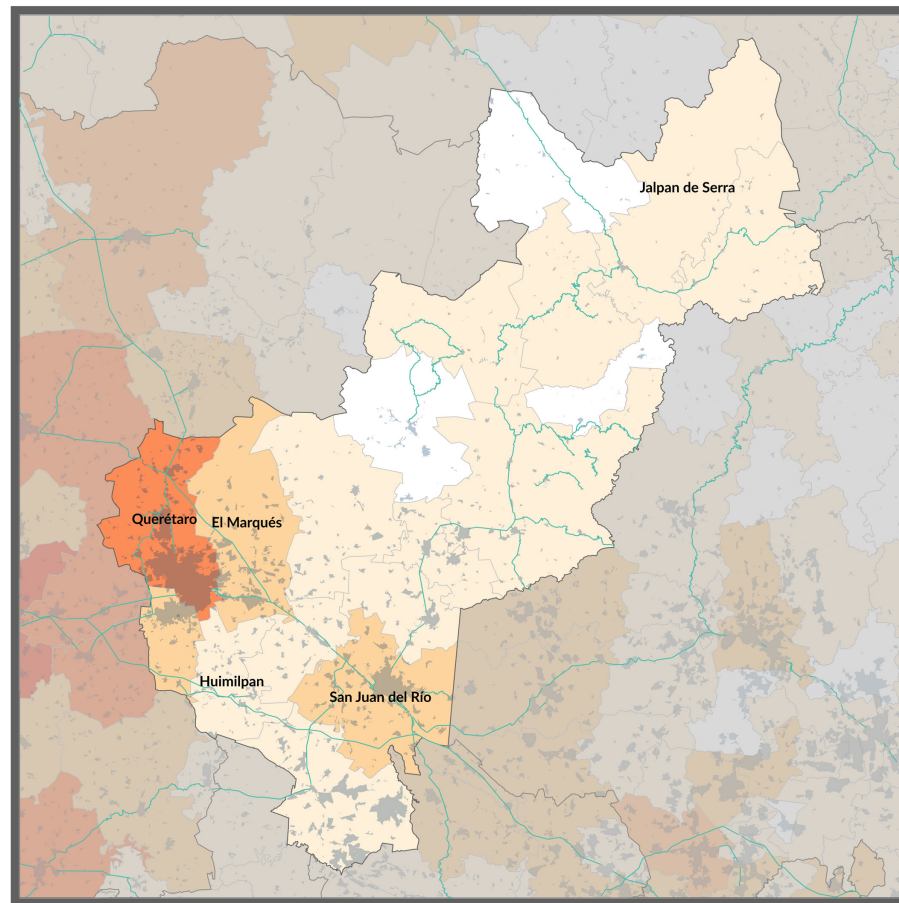 Jalpan de Serra
Querétaro
El Marqués
Huimilpan
San Juan del Río